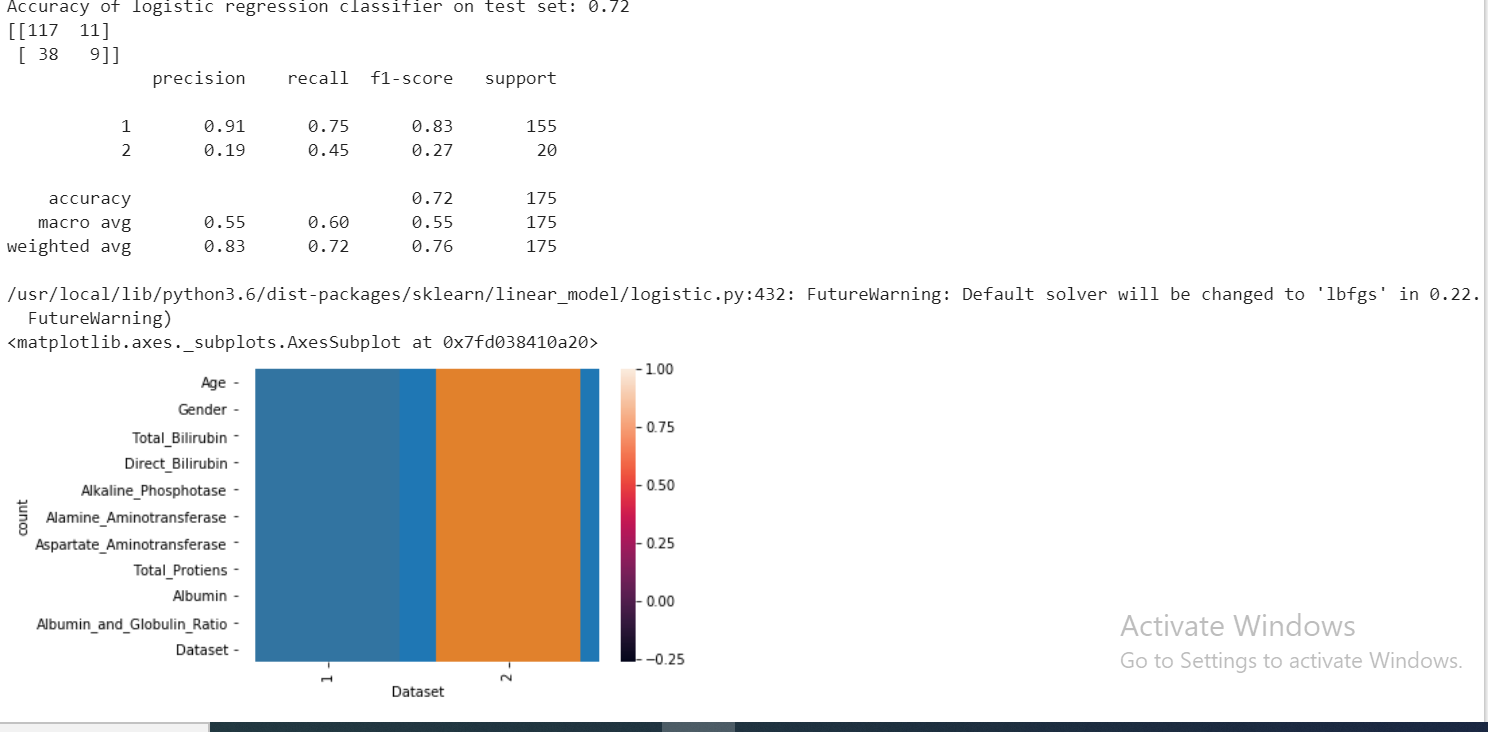 Accuracy of logistic regression classifier on test set: 0.72
[[117  11]
 [ 38   9]]
              precision    recall  f1-score   support
           1       0.91      0.75      0.83       155
           2       0.19      0.45      0.27        20
    accuracy                           0.72       175
   macro avg       0.55      0.60      0.55       175
weighted avg       0.83      0.72      0.76       175
/usr/local/lib/python3.6/dist-packages/sklearn/linear_model/logistic.py:432: FutureWarning: Default solver will be changed to 'lbfgs' in 0.22.
  FutureWarning)
<matplotlib.axes._subplots.AxesSubplot at 0x7fd038410a20>
count
Age
Gender
Total_Bilirubin
Direct_Bilirubin
Alkaline_Phosphotase
Alamine_Aminotransferase
Aspartate_Aminotransferase
Total_Protiens
Albumin
Albumin_and_Globulin_Ratio
Dataset
1
2
Dataset
1.00
0.75
0.50
0.25
0.00
−0.25
Activate Windows
Go to Settings to activate Windows.